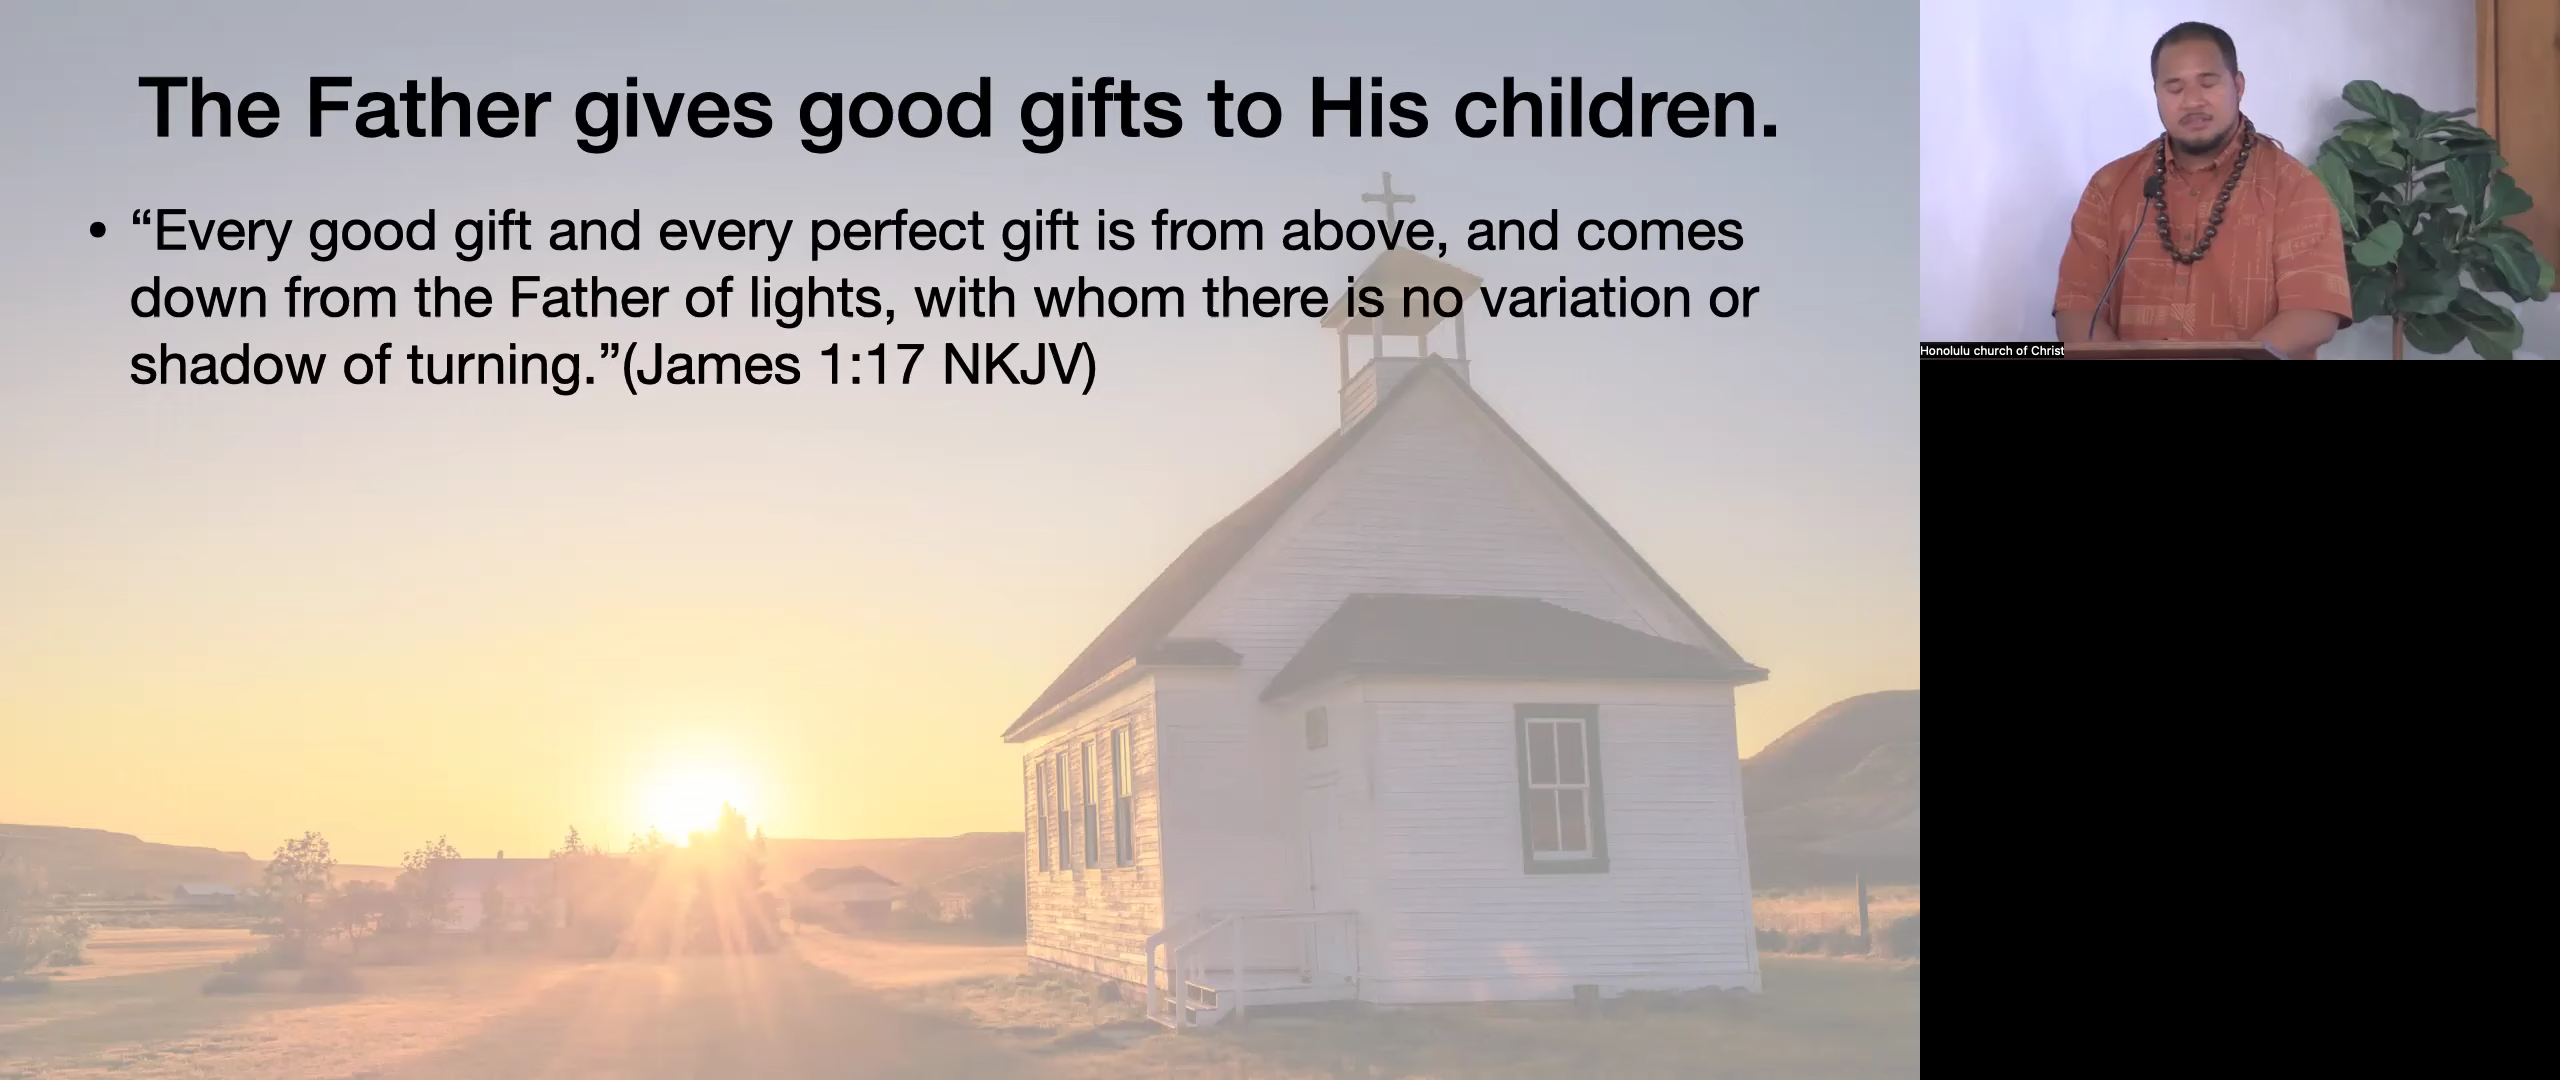 The Father gives good gifts to His children.
• “Every good gift and every perfect gift is from above, and comes
down from the Father of lights, with whom there is no variation or
shadow of turning.”(James 1:17 NKJV)
Honolulu church of Christ